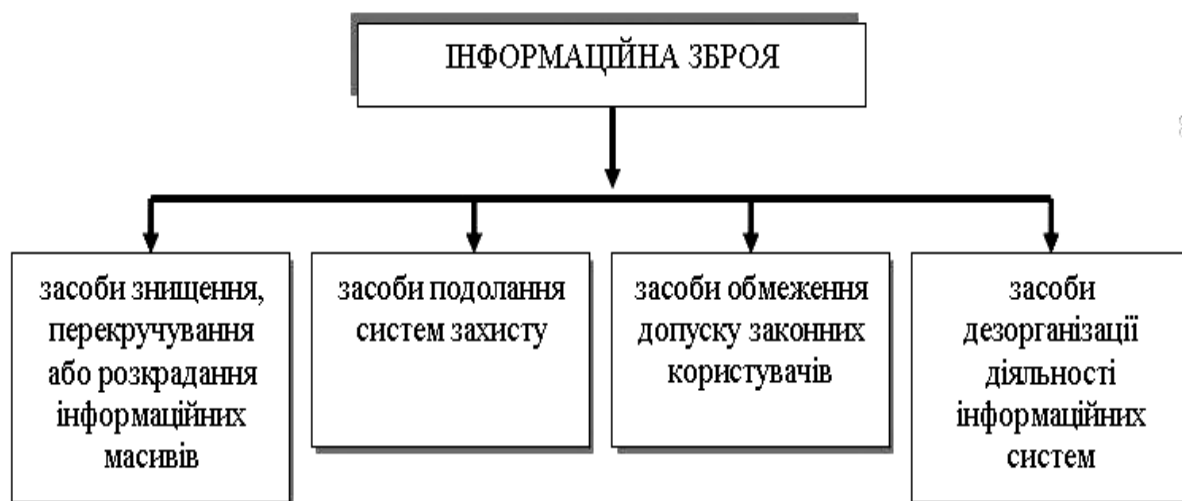 ІНФОРМАЦІЙНА ЗБРОЯ
засоби знищення,
перекручування
або розкрадання
інформаційних
масивів
засоби подолання
систем захисту
засоби обмеження
допуску законних
користувачів
засоби
дезорганізації
діяльності
інформаційних
систем